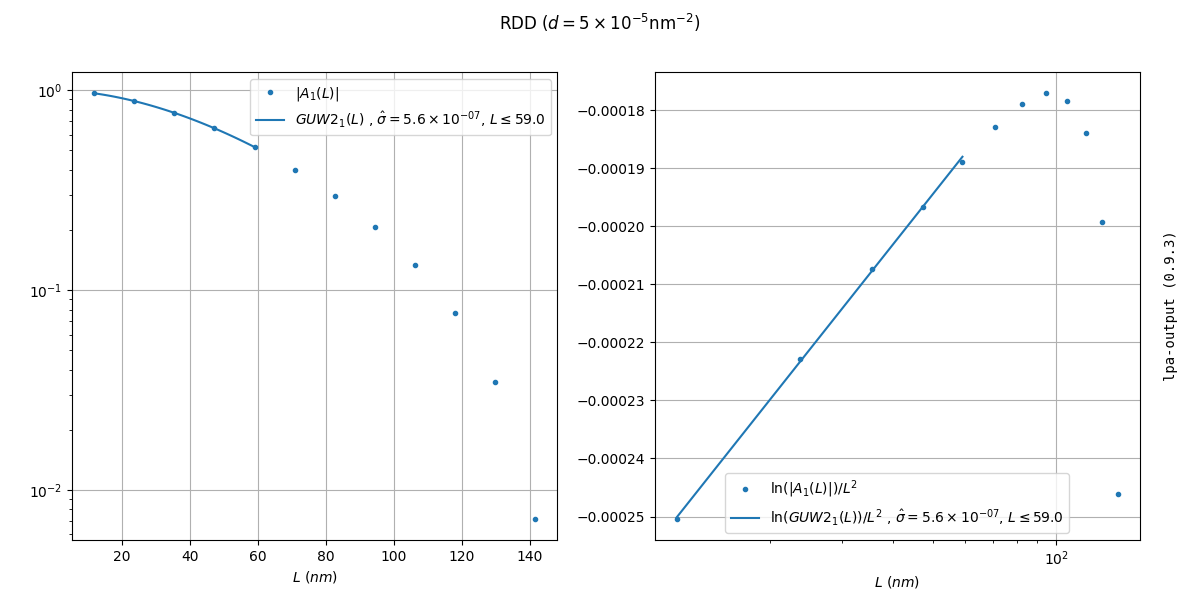 RDD (d = 5 × 10⁻⁵nm⁻²)
10⁰
10⁻¹
10⁻²
|A₁(L)|
GUW2₁(L) , σ̂ = 5.6 × 10⁻⁰⁷, L ≤ 59.0
20 40 60 80 100 120 140
L (nm)
−0.00018
−0.00019
−0.00020
−0.00021
−0.00022
−0.00023
−0.00024
−0.00025
ln(|A₁(L)|)/L²
ln(GUW2₁(L))/L² , σ̂ = 5.6 × 10⁻⁰⁷, L ≤ 59.0
10²
L (nm)
lpa-output (0.9.3)